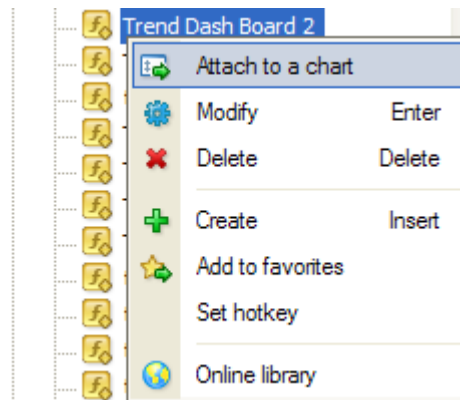 Trend Dash Board 2
Attach to a chart
Modify Enter
Delete Delete
Create Insert
Add to favorites
Set hotkey
Online library